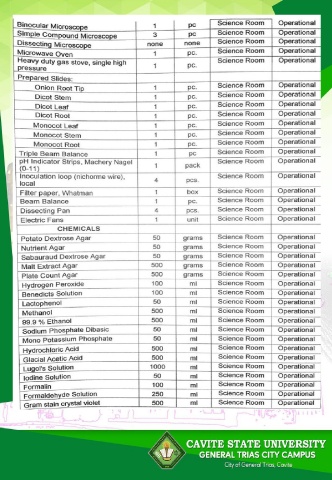 Binocular Microscope 1 pc Science Room Operational
Simple Compound Microscope 3 pc Science Room Operational
Dissecting Microscope none none Science Room Operational
Microwave Oven 1 pc. Science Room Operational
Heavy duty gas stove, single high pressure 1 pc. Science Room Operational
Prepared Slides:
Onion Root Tip 1 pc. Science Room Operational
Dicot Stem 1 pc. Science Room Operational
Dicot Leaf 1 pc. Science Room Operational
Dicot Root 1 pc. Science Room Operational
Monocot Leaf 1 pc. Science Room Operational
Monocot Stem 1 pc. Science Room Operational
Monocot Root 1 pc. Science Room Operational
Triple Beam Balance 1 pc Science Room Operational
pH Indicator Strips, Machery Nagel (0-11) 1 pack Science Room Operational
Inoculation loop (nichorme wire), local 4 pcs. Science Room Operational
Filter paper, Whatman 1 box Science Room Operational
Beam Balance 1 pc. Science Room Operational
Dissecting Pan 4 pcs. Science Room Operational
Electric Fans 1 unit Science Room Operational
CHEMICALS
Potato Dextrose Agar 50 grams Science Room Operational
Nutrient Agar 50 grams Science Room Operational
Sabauraud Dextrose Agar 50 grams Science Room Operational
Malt Extract Agar 500 grams Science Room Operational
Plate Count Agar 500 grams Science Room Operational
Hydrogen Peroxide 100 ml Science Room Operational
Benedicts Solution 100 ml Science Room Operational
Lactophenol 50 ml Science Room Operational
Methanol 500 ml Science Room Operational
99.9 % Ethanol 500 ml Science Room Operational
Sodium Phosphate Dibasic 50 ml Science Room Operational
Mono Potassium Phosphate 50 ml Science Room Operational
Hydrochloric Acid 500 ml Science Room Operational
Glacial Acetic Acid 500 ml Science Room Operational
Lugol's Solution 1000 ml Science Room Operational
Iodine Solution 50 ml Science Room Operational
Formalin 100 ml Science Room Operational
Formaldehyde Solution 250 ml Science Room Operational
Gram stain crystal violet 500 ml Science Room Operational
CAVITE STATE UNIVERSITY
GENERAL TRIAS CITY CAMPUS
City of General Trias, Cavite